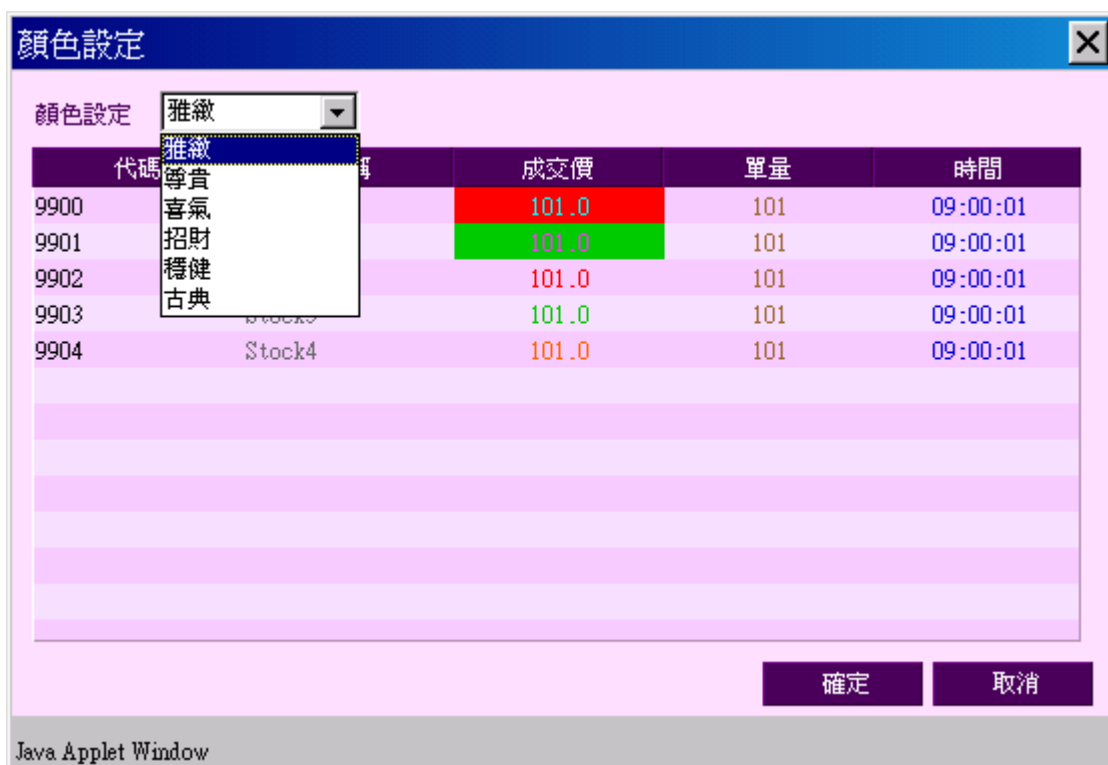 顏色設定
顏色設定 雅緻
雅緻
尊貴
喜氣
招財
穩健
古典
代碼 成交價 單量 時間
9900 101.0 101 09:00:01
9901 101.0 101 09:00:01
9902 101.0 101 09:00:01
9903 Stock3 101.0 101 09:00:01
9904 Stock4 101.0 101 09:00:01
確定 取消
Java Applet Window